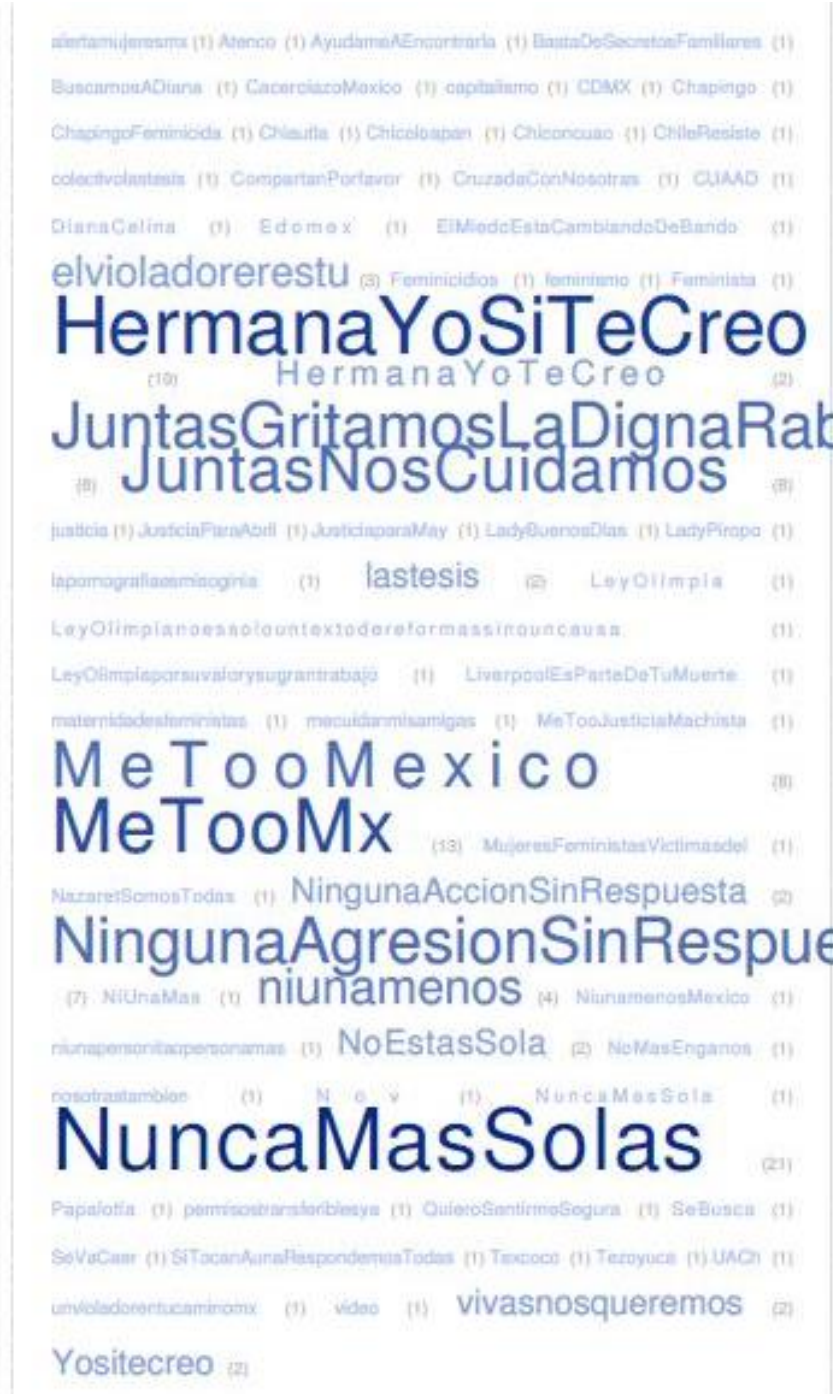 alertamujeresmx (1) Atenco (1) AyudameAEncontrarla (1) BastaDeSecretosFamiliares (1)
BuscamosADiana (1) CacerolazoMexico (1) capitalismo (1) CDMX (1) Chapingo (1)
ChapingoFeminicida (1) Chiautla (1) Chicoloapan (1) Chiconcuac (1) ChileResiste (1)
colectivolastesis (1) CompartanPorfavor (1) CruzadaConNosotras (1) CUAAD (1)
DianaCelina (1) Edomex (1) ElMiedoEstaCambiandoDeBando (1)
elvioladorerestu (3) Feminicidios (1) feminismo (1) Feminista (1)
HermanaYoSiTeCreo
(19) HermanaYoTeCreo (2)
JuntasGritamosLaDignaRab
JuntasNosCuidamos (8)
justicia (1) JusticiaParaAbril (1) JusticiaparaMay (1) LadyBuenosDias (1) LadyPiropo (1)
lapornografiaesmisoginia (1) lastesis (2) LeyOlimpia (1)
LeyOlimpianoessolountextodereformassinouncausa (1)
LeyOlimpiaporsuvalorysugrantrabajo (1) LiverpoolEsParteDeTuMuerte (1)
maternidadesfeministas (1) mecuidanmisamigas (1) MeTooJusticiaMachista (1)
MeTooMexico (8)
MeTooMx (13) MujeresFeministasVictimasdel (1)
NazaretSomosTodas (1) NingunaAccionSinRespuesta (2)
NingunaAgresionSinRespue
(7) NiUnaMas (1) niunamenos (4) NiunamenosMexico (1)
(1) NoEstasSola (2) NoMasEnganos (1)
nosotrastambien (1) Nov (1) NuncaMasSola (1)
NuncaMasSolas (21)
Papalotla (1) permisostransferiblesya (1) QuieroSentirmeSegura (1) SeBusca (1)
SeVaCaer (1) SiTocanAunaRespondemosTodas (1) Texcoco (1) Tezoyuca (1) UACh (1)
unvioladorentucaminomx (1) video (1) vivasnosqueremos (2)
Yositecreo (2)